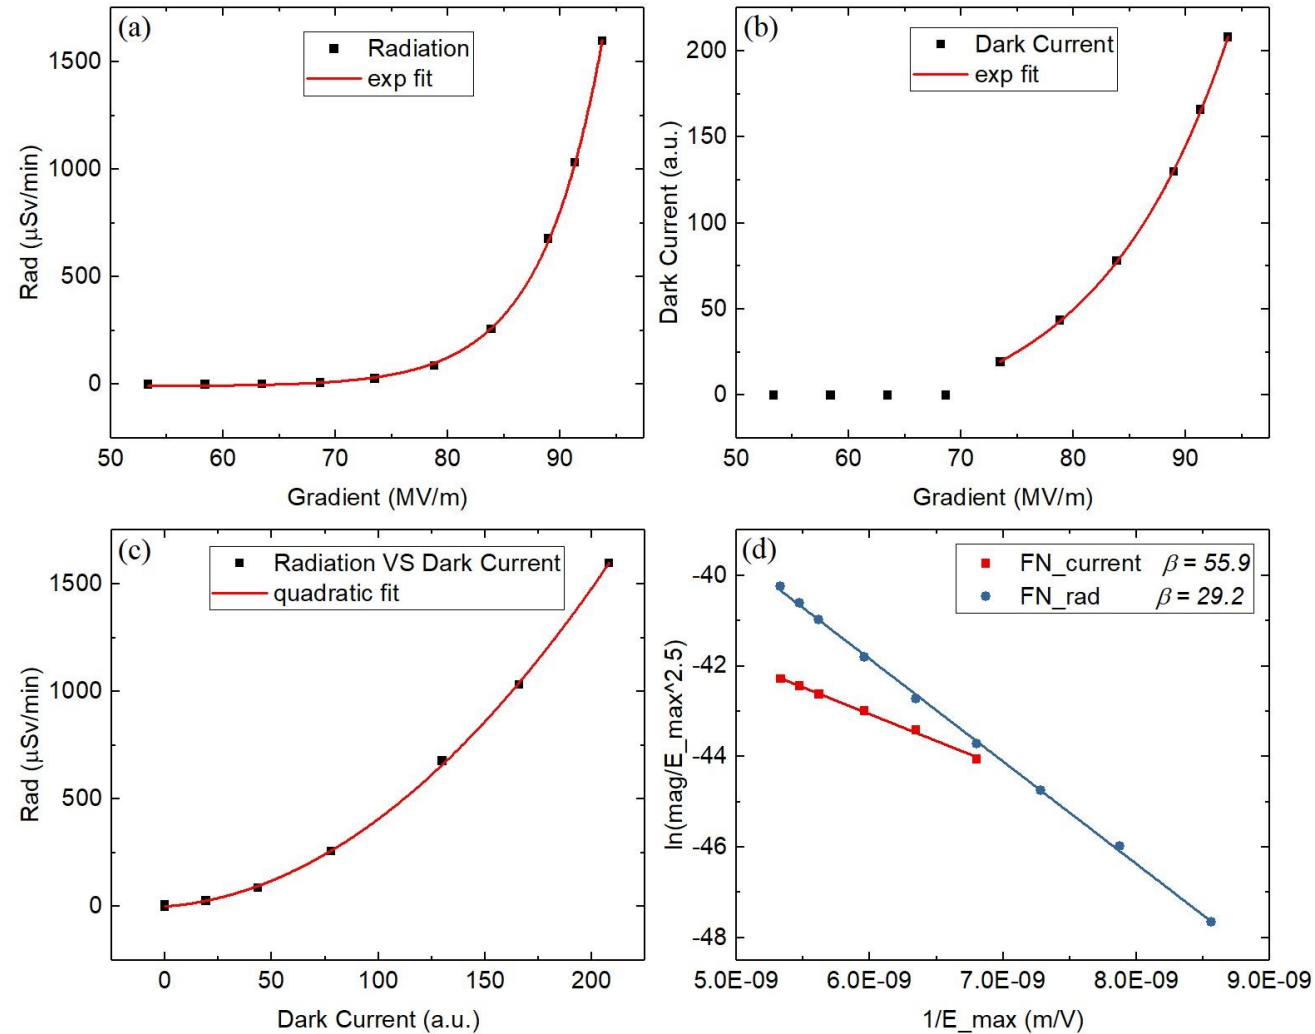 (a)
Radiation
exp fit
1500
1000
500
0
Rad (μSv/min)
50 60 70 80 90
Gradient (MV/m)
(b)
Dark Current
exp fit
200
150
100
50
0
Dark Current (a.u.)
50 60 70 80 90
Gradient (MV/m)
(c)
Radiation VS Dark Current
quadratic fit
1500
1000
500
0
Rad (μSv/min)
0 50 100 150 200
Dark Current (a.u.)
(d)
FN_current β = 55.9
FN_rad β = 29.2
-40
-42
-44
-46
-48
ln(mag/E_max^2.5)
5.0E-09 6.0E-09 7.0E-09 8.0E-09 9.0E-09
1/E_max (m/V)